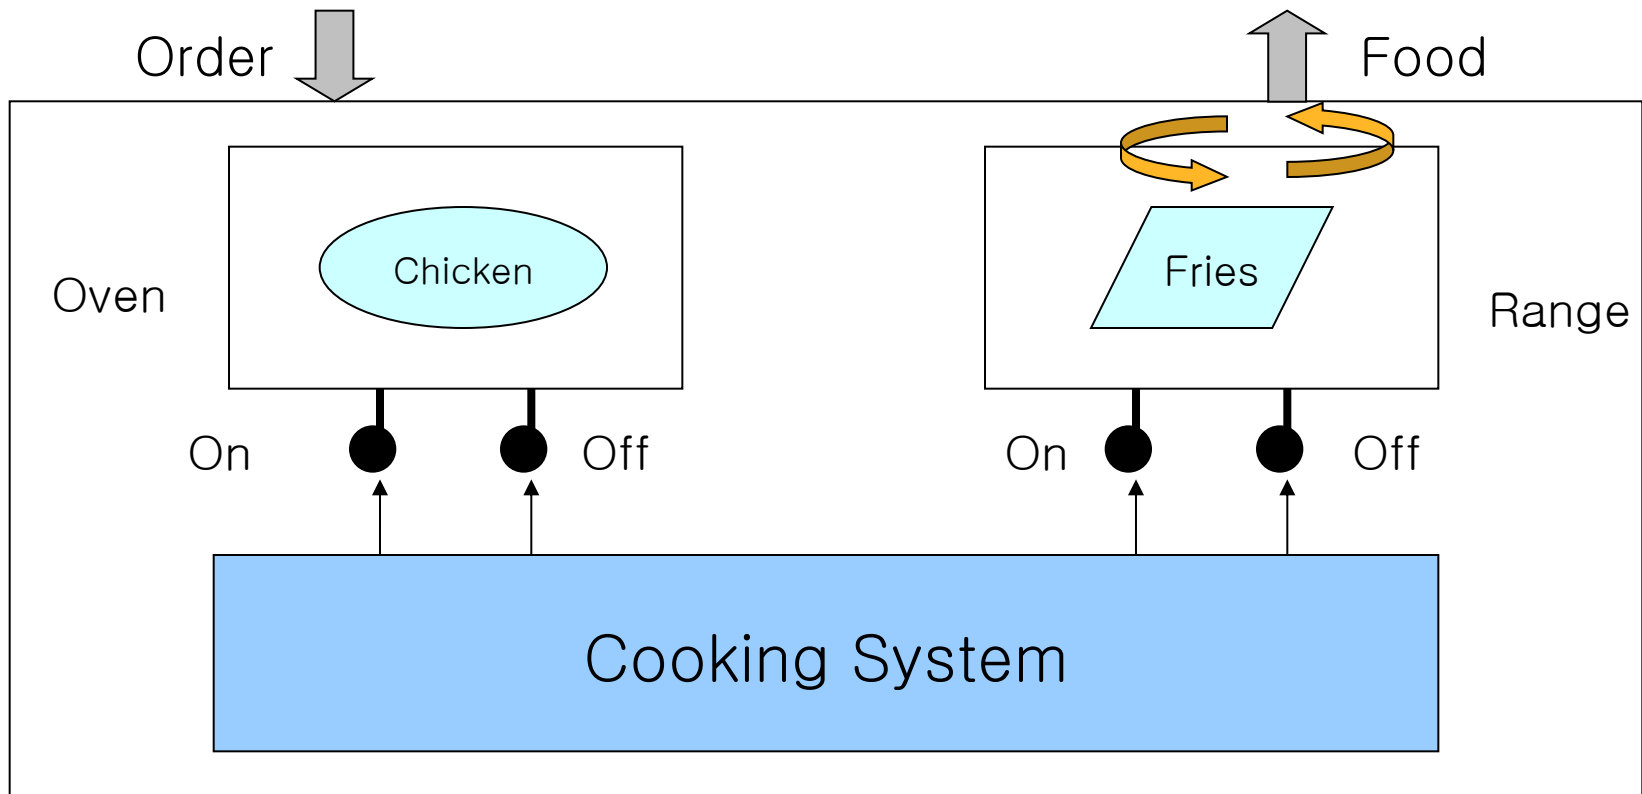 Order
Food
Chicken
Fries
Oven
Range
On
Off
On
Off
Cooking System